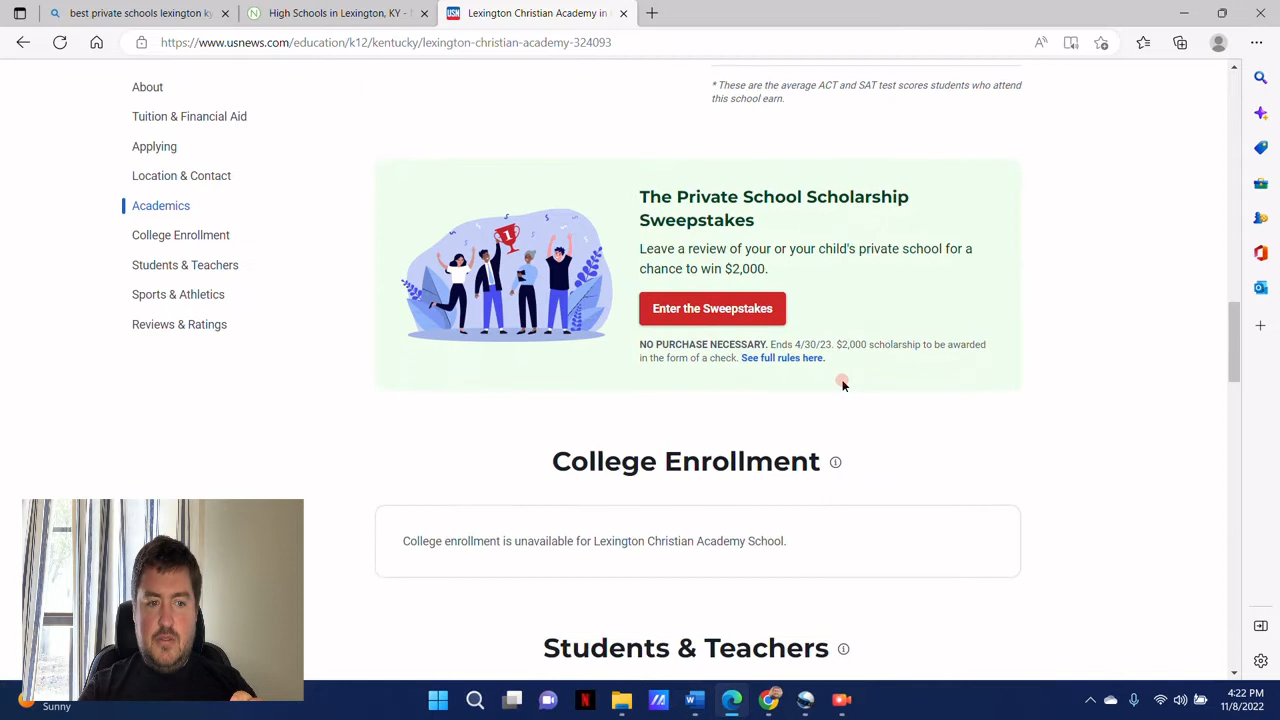 best private schools lexington ky
High Schools in Lexington, KY -
Lexington Christian Academy in
https://www.usnews.com/education/k12/kentucky/lexington-christian-academy-324093
About
Tuition & Financial Aid
Applying
Location & Contact
Academics
College Enrollment
Students & Teachers
Sports & Athletics
Reviews & Ratings
* These are the average ACT and SAT test scores students who attend
this school earn.
1
The Private School Scholarship
Sweepstakes
Leave a review of your or your child's private school for a
chance to win $2,000.
Enter the Sweepstakes
NO PURCHASE NECESSARY. Ends 4/30/23. $2,000 scholarship to be awarded
in the form of a check. See full rules here.
College Enrollment
College enrollment is unavailable for Lexington Christian Academy School.
Students & Teachers
Sunny
4:22 PM
11/8/2022